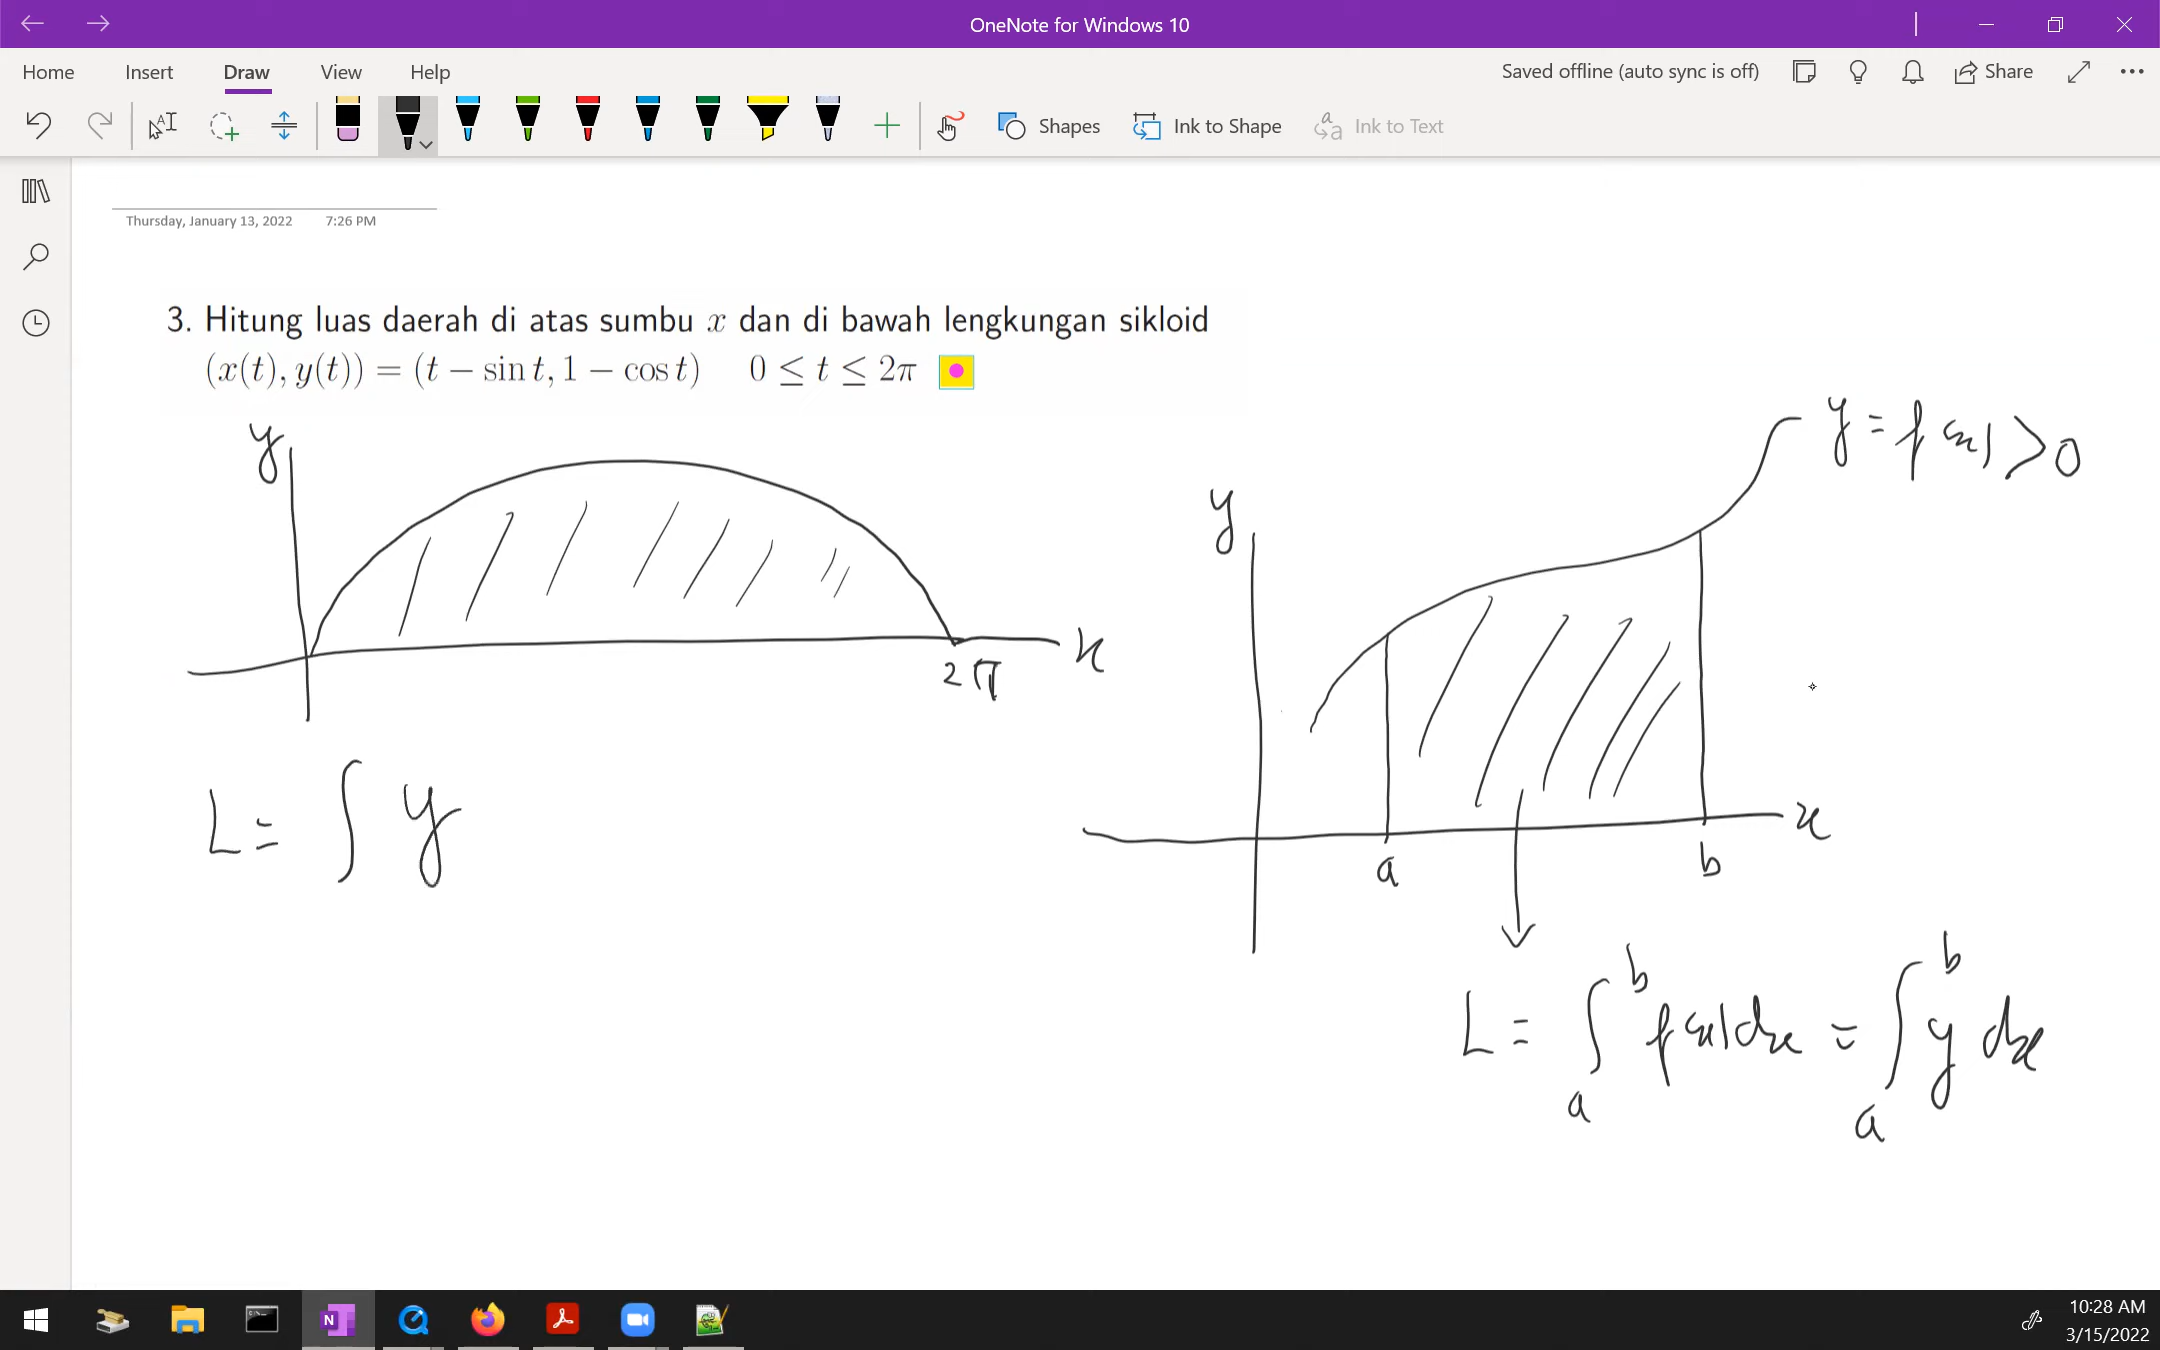 OneNote for Windows 10
Home Insert Draw View Help
Saved offline (auto sync is off) Share
Shapes Ink to Shape Ink to Text
Thursday, January 13, 2022 7:26 PM
3. Hitung luas daerah di atas sumbu x dan di bawah lengkungan sikloid
(x(t), y(t)) = (t − sin t, 1 − cos t) 0 ≤ t ≤ 2π
y
x
2π
L = ∫ y
y = f(x) > 0
y
x
a b
L = ∫_a^b f(x) dx = ∫_a^b y dx
10:28 AM
3/15/2022